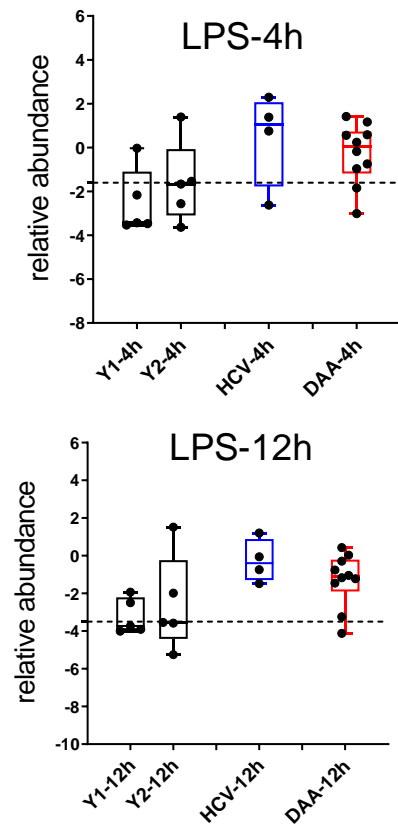 LPS-4h
relative abundance
6
4
2
0
-2
-4
-6
-8
Y1-4h
Y2-4h
HCV-4h
DAA-4h
LPS-12h
relative abundance
6
4
2
0
-2
-4
-6
-8
-10
Y1-12h
Y2-12h
HCV-12h
DAA-12h